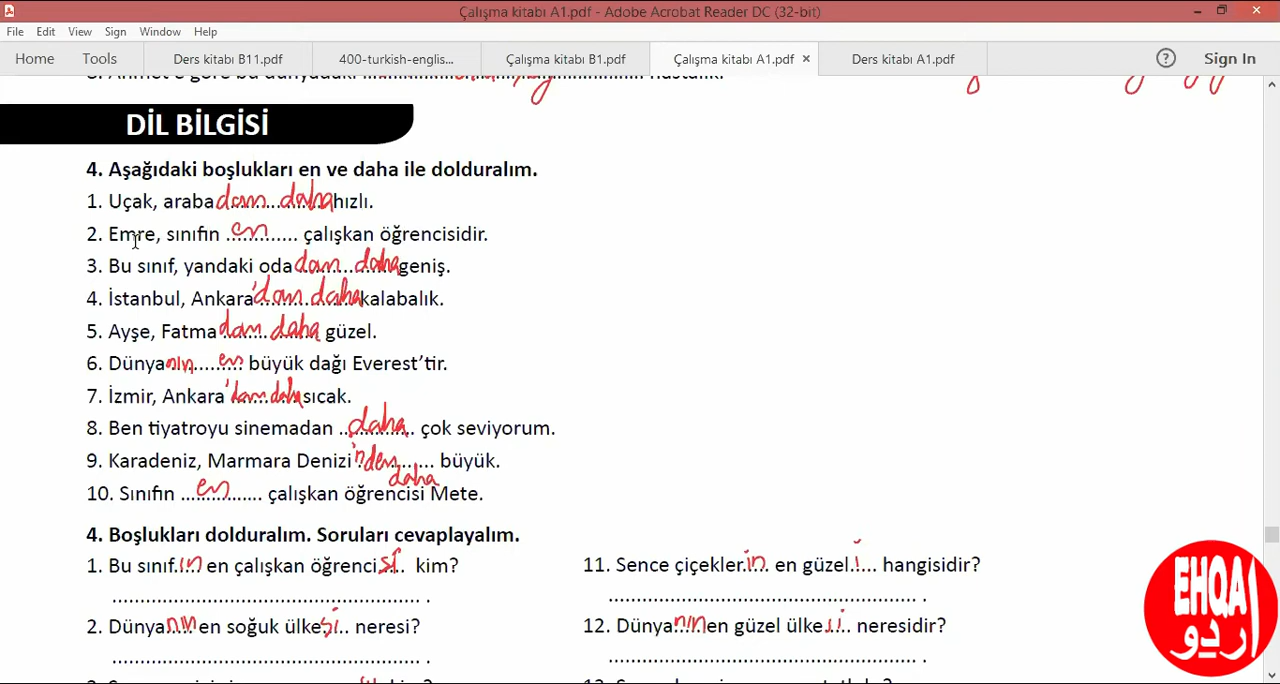 Çalışma kitabı A1.pdf - Adobe Acrobat Reader DC (32-bit)
File Edit View Sign Window Help
Home Tools Ders kitabı B11.pdf 400-turkish-englis... Çalışma kitabı B1.pdf Çalışma kitabı A1.pdf × Ders kitabı A1.pdf ? Sign In
DİL BİLGİSİ
4. Aşağıdaki boşlukları en ve daha ile dolduralım.
1. Uçak, arabadan daha hızlı.
2. Emre, sınıfın en çalışkan öğrencisidir.
3. Bu sınıf, yandaki odadan daha geniş.
4. İstanbul, Ankara'dan daha kalabalık.
5. Ayşe, Fatmadan daha güzel.
6. Dünyanın en büyük dağı Everest'tir.
7. İzmir, Ankara'dan daha sıcak.
8. Ben tiyatroyu sinemadan daha çok seviyorum.
9. Karadeniz, Marmara Denizi'nden daha büyük.
10. Sınıfın en çalışkan öğrencisi Mete.
4. Boşlukları dolduralım. Soruları cevaplayalım.
1. Bu sınıfın en çalışkan öğrencisi kim?
2. Dünyanın en soğuk ülkesi neresi?
11. Sence çiçeklerin en güzeli hangisidir?
12. Dünyanın en güzel ülkesi neresidir?
EHQA
اردو